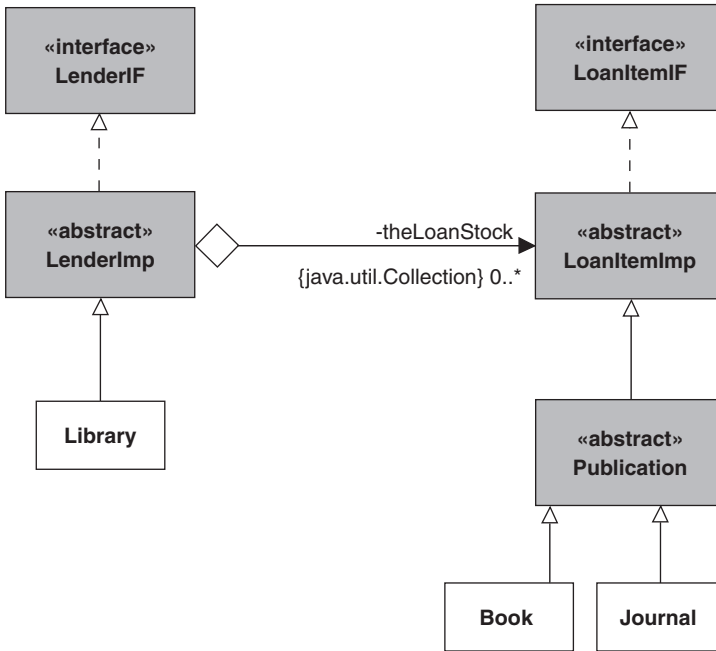 «interface»
LenderIF
«interface»
LoanItemIF
«abstract»
LenderImp
-theLoanStock
{java.util.Collection} 0..*
«abstract»
LoanItemImp
Library
«abstract»
Publication
Book
Journal